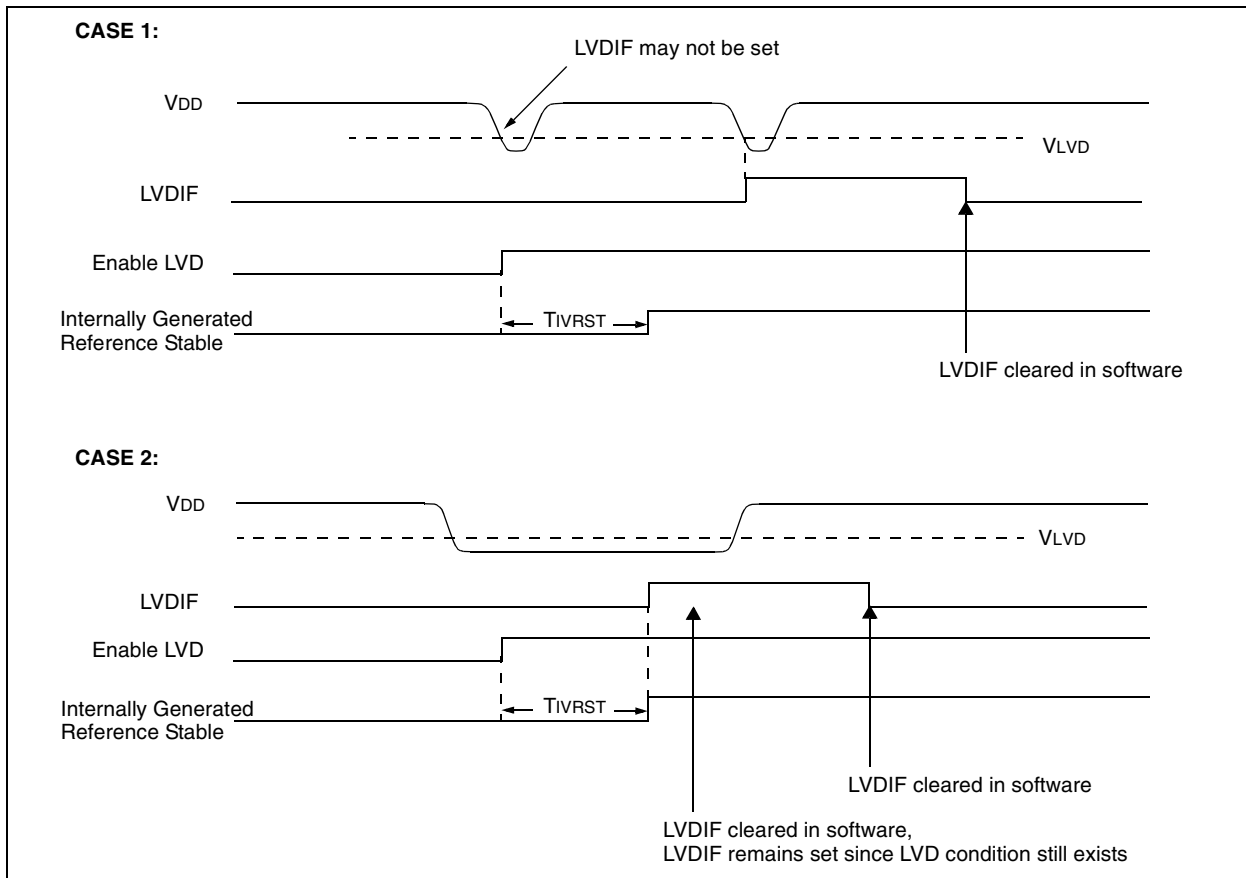 CASE 1:
LVDIF may not be set
VDD
VLVD
LVDIF
Enable LVD
Internally Generated
Reference Stable
TIVRST
LVDIF cleared in software
CASE 2:
VDD
VLVD
LVDIF
Enable LVD
Internally Generated
Reference Stable
TIVRST
LVDIF cleared in software
LVDIF cleared in software,
LVDIF remains set since LVD condition still exists